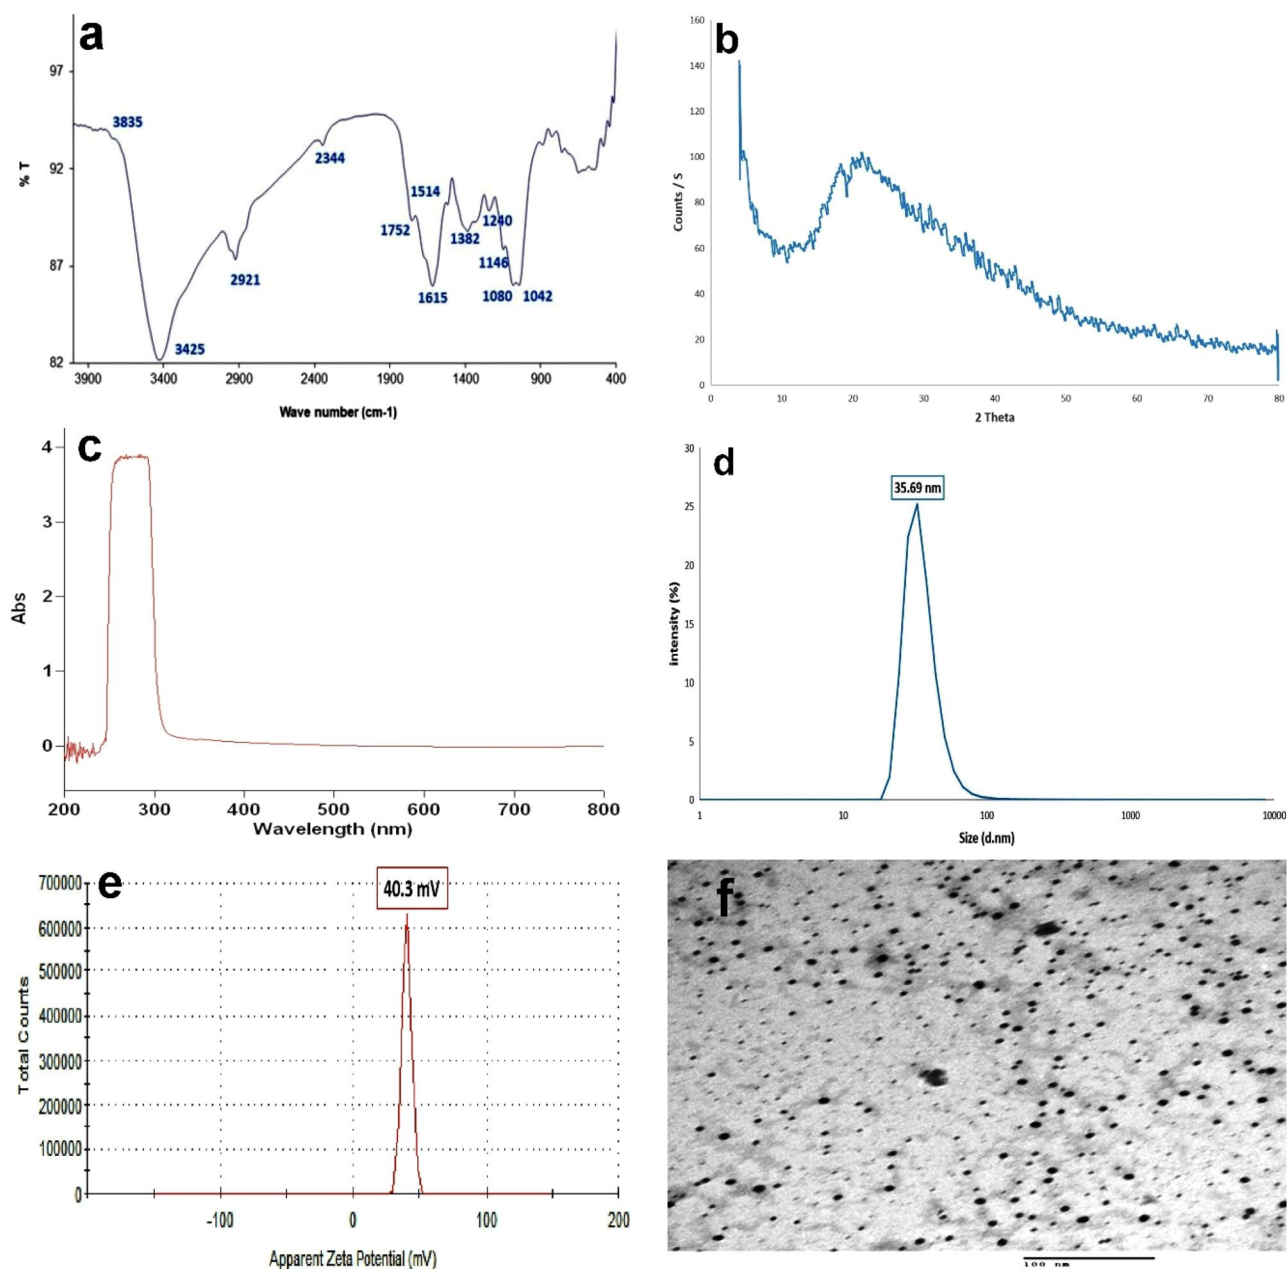 a
97
92
87
82
% T
3835
3425
2921
2344
1752
1514
1615
1382
1240
1146
1080
1042
3900 3400 2900 2400 1900 1400 900 400
Wave number (cm-1)
b
160
140
120
100
80
60
40
20
0
Counts / S
0 10 20 30 40 50 60 70 80
2 Theta
c
4
3
2
1
0
Abs
200 300 400 500 600 700 800
Wavelength (nm)
d
35.69 nm
30
25
20
15
10
5
0
intensity (%)
1 10 100 1000 10000
Size (d.nm)
e
40.3 mV
700000
600000
500000
400000
300000
200000
100000
0
Total Counts
-100 0 100 200
Apparent Zeta Potential (mV)
f
100 nm